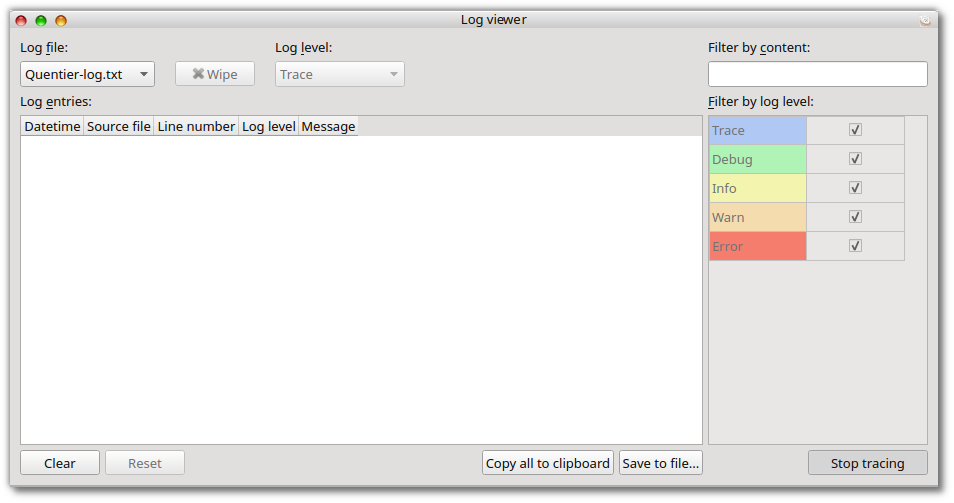 Log viewer
Log file:
Log level:
Filter by content:
Quentier-log.txt
Wipe
Trace
Log entries:
Filter by log level:
Datetime Source file Line number Log level Message
Trace
Debug
Info
Warn
Error
Clear
Reset
Copy all to clipboard
Save to file...
Stop tracing